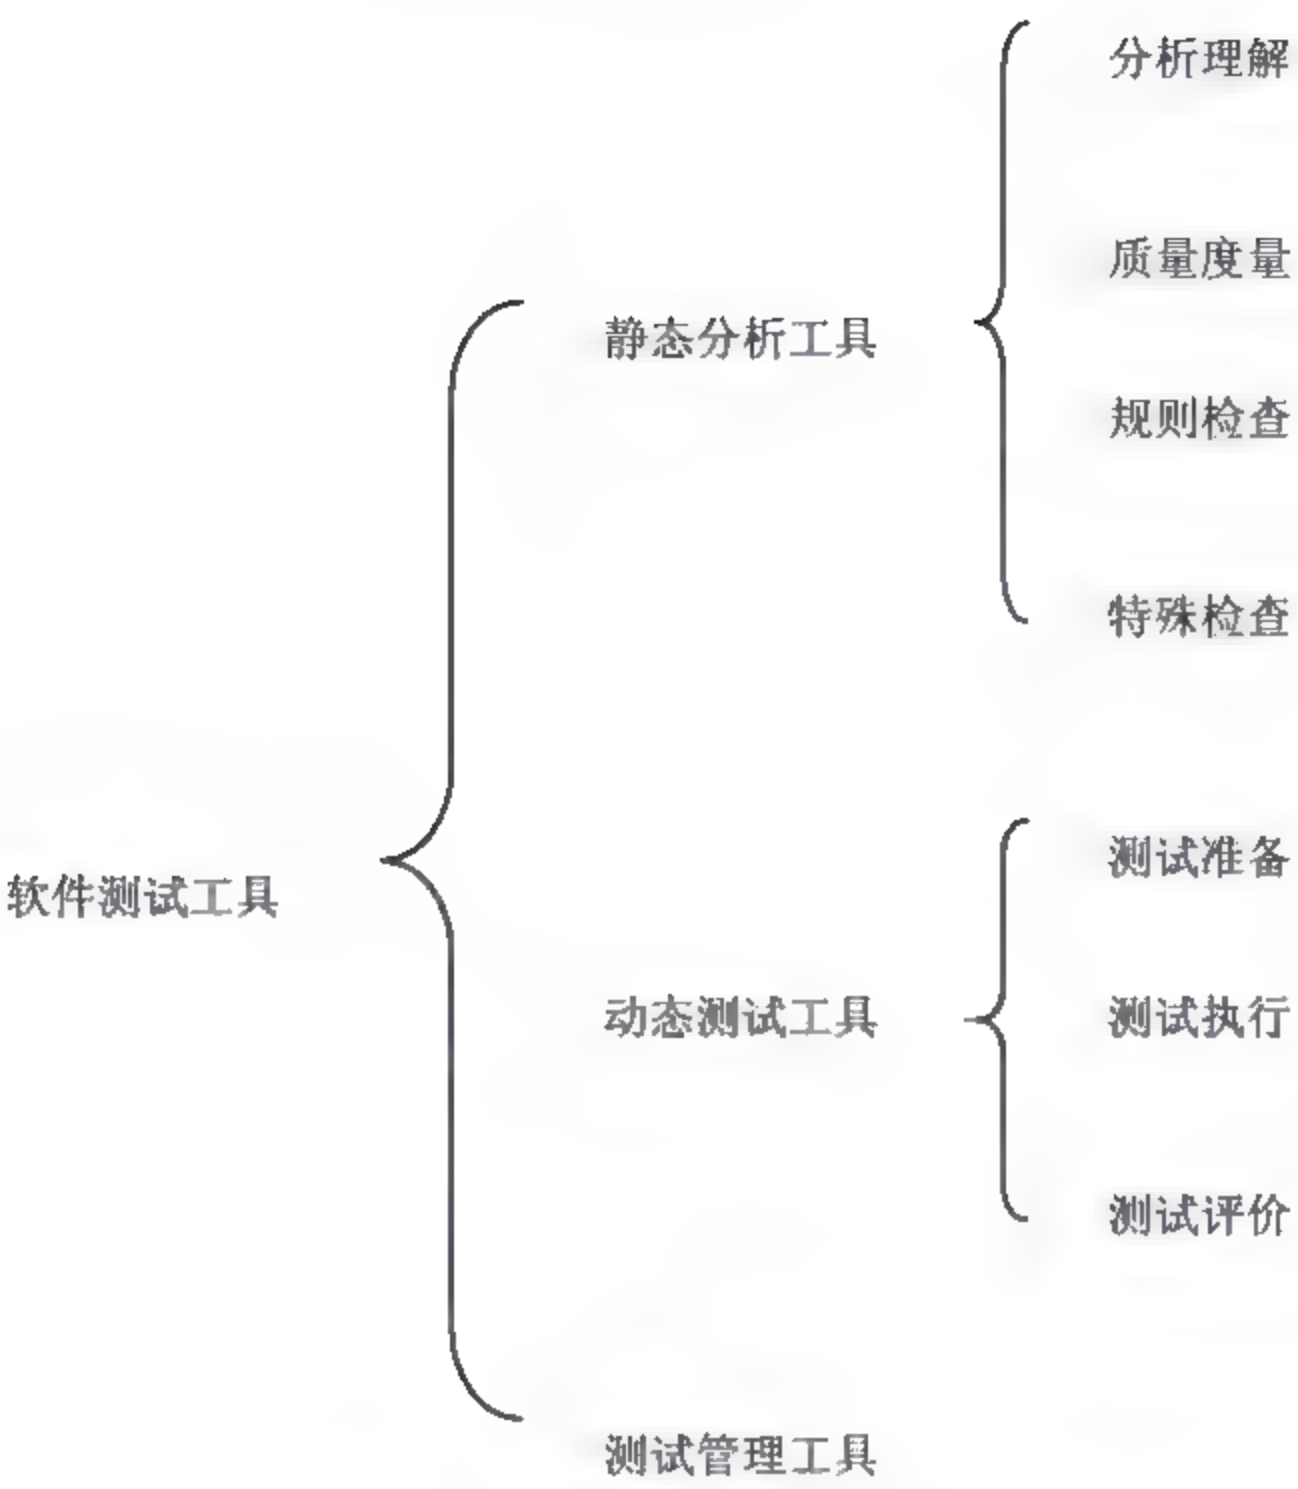 分析理解
质量度量
静态分析工具
规则检查
特殊检查
测试准备
软件测试工具
动态测试工具
测试执行
测试评价
测试管理工具